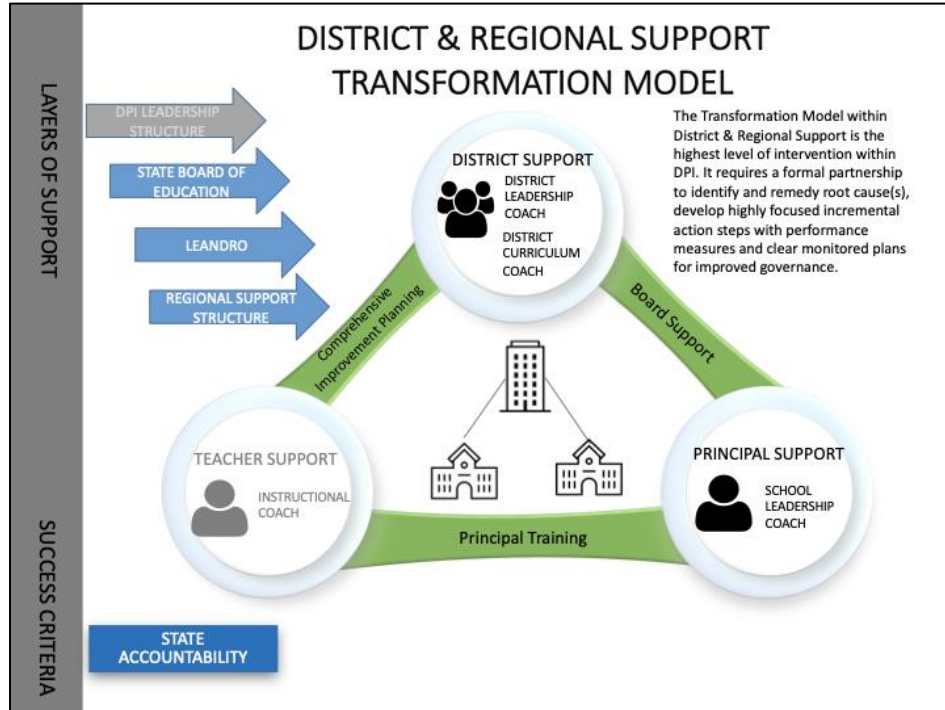 DISTRICT & REGIONAL SUPPORT
TRANSFORMATION MODEL
LAYERS OF SUPPORT
DPI LEADERSHIP
STRUCTURE
STATE BOARD OF
EDUCATION
LEANDRO
REGIONAL SUPPORT
STRUCTURE
The Transformation Model within
District & Regional Support is the
highest level of intervention within
DPI. It requires a formal partnership
to identify and remedy root cause(s),
develop highly focused incremental
action steps with performance
measures and clear monitored plans
for improved governance.
DISTRICT SUPPORT
DISTRICT
LEADERSHIP
COACH
DISTRICT
CURRICULUM
COACH
Comprehensive
Improvement Planning
Board Support
TEACHER SUPPORT
INSTRUCTIONAL
COACH
PRINCIPAL SUPPORT
SCHOOL
LEADERSHIP
COACH
Principal Training
SUCCESS CRITERIA
STATE
ACCOUNTABILITY